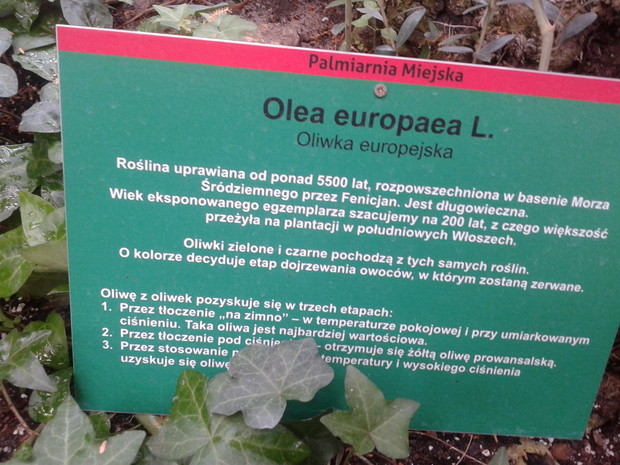 Palmiarnia Miejska
Olea europaea L.
Oliwka europejska
Roślina uprawiana od ponad 5500 lat, rozpowszechniona w basenie Morza
Śródziemnego przez Fenicjan. Jest długowieczna.
Wiek eksponowanego egzemplarza szacujemy na 200 lat, z czego większość
przeżyła na plantacji w południowych Włoszech.
Oliwki zielone i czarne pochodzą z tych samych roślin.
O kolorze decyduje etap dojrzewania owoców, w którym zostaną zerwane.
Oliwę z oliwek pozyskuje się w trzech etapach:
1. Przez tłoczenie „na zimno” – w temperaturze pokojowej i przy umiarkowanym
ciśnieniu. Taka oliwa jest najbardziej wartościowa.
2. Przez tłoczenie pod ciśnie – otrzymuje się żółtą oliwę prowansalską.
3. Przez stosowanie temperatury i wysokiego ciśnienia
uzyskuje się oliwę